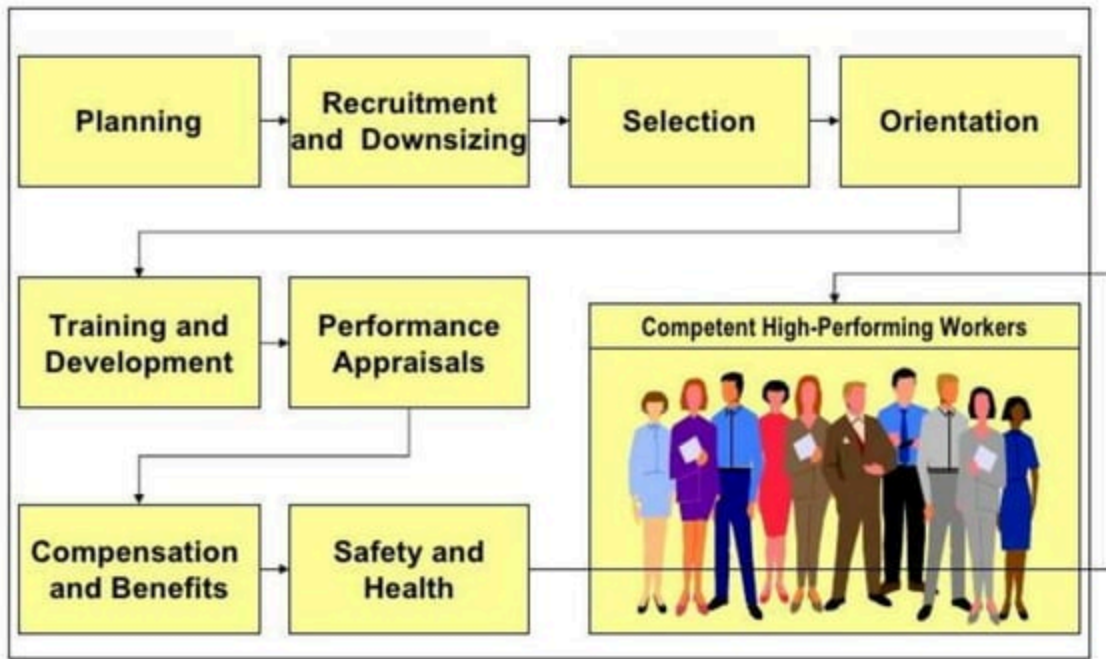 Planning
Recruitment
and Downsizing
Selection
Orientation
Training and
Development
Performance
Appraisals
Competent High-Performing Workers
Compensation
and Benefits
Safety and
Health